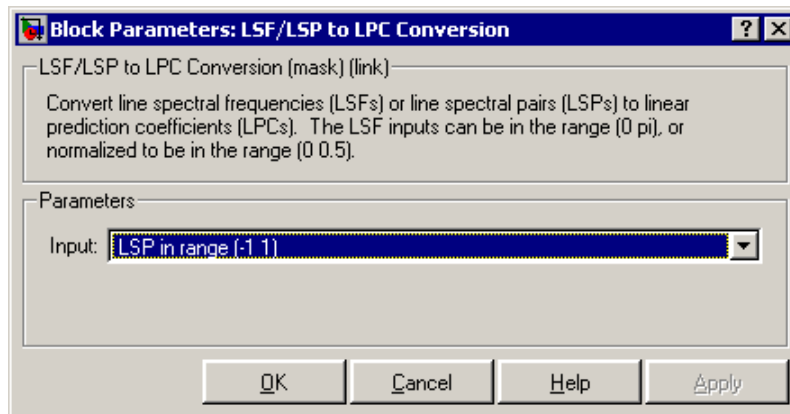 Block Parameters: LSF/LSP to LPC Conversion
LSF/LSP to LPC Conversion (mask) (link)
Convert line spectral frequencies (LSFs) or line spectral pairs (LSPs) to linear
prediction coefficients (LPCs). The LSF inputs can be in the range (0 pi), or
normalized to be in the range (0 0.5).
Parameters
Input: LSP in range (-1 1)
OK Cancel Help Apply